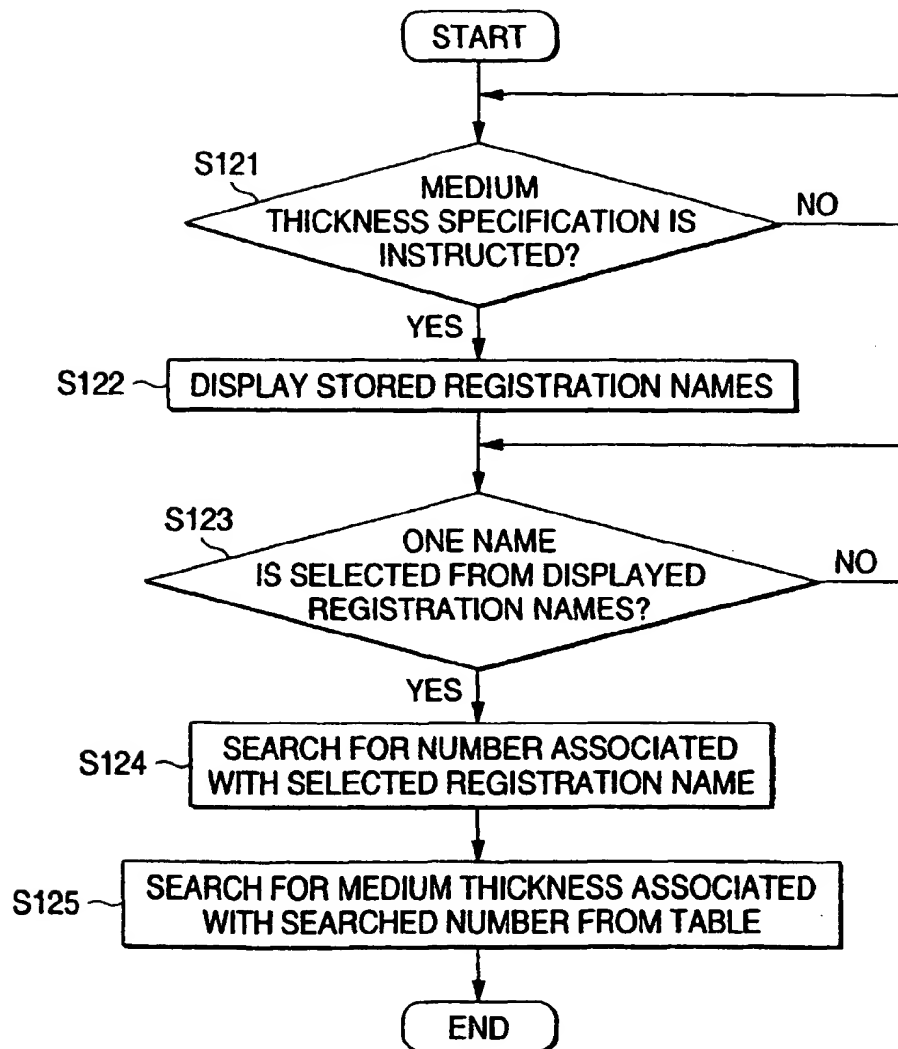 START
S121
MEDIUM
THICKNESS SPECIFICATION IS
INSTRUCTED?
NO
YES
S122
DISPLAY STORED REGISTRATION NAMES
S123
ONE NAME
IS SELECTED FROM DISPLAYED
REGISTRATION NAMES?
NO
YES
S124
SEARCH FOR NUMBER ASSOCIATED
WITH SELECTED REGISTRATION NAME
S125
SEARCH FOR MEDIUM THICKNESS ASSOCIATED
WITH SEARCHED NUMBER FROM TABLE
END